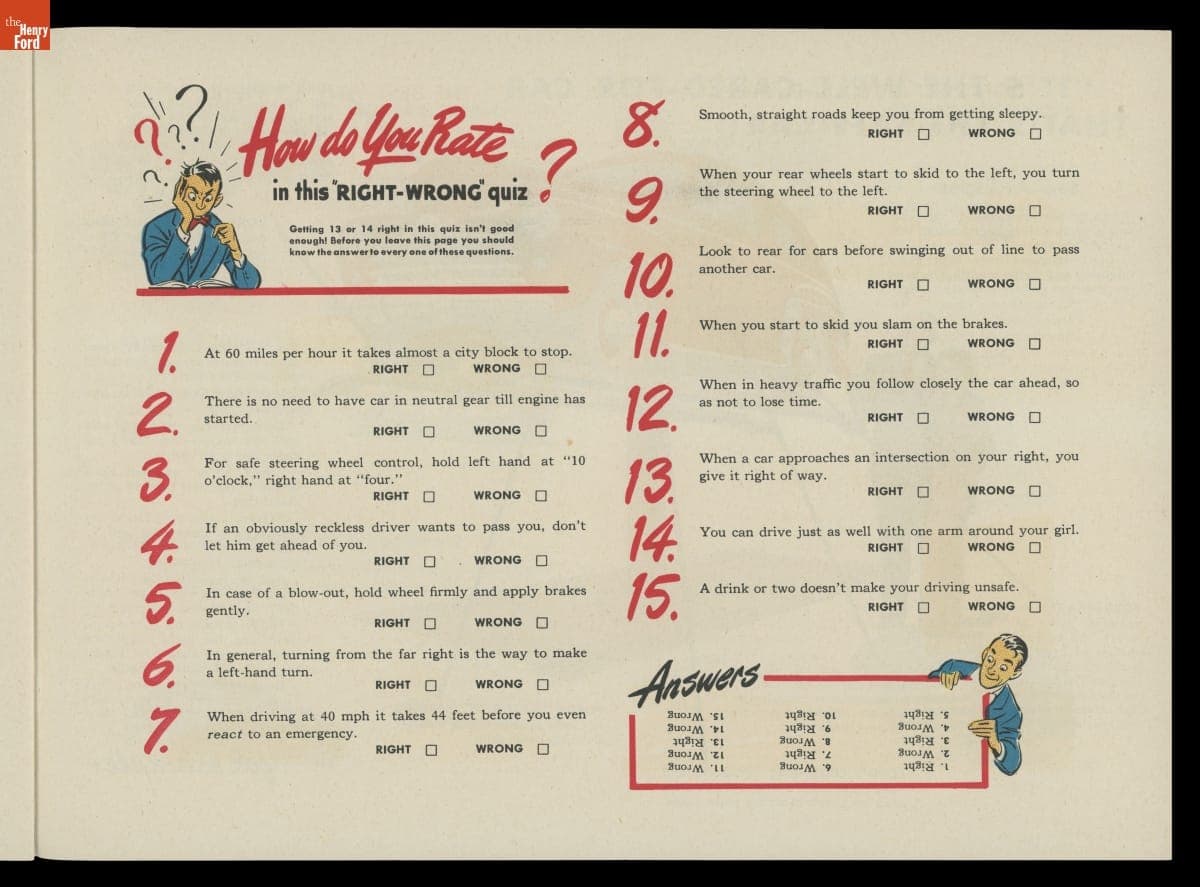 the
Henry
Ford
How do You Rate
in this "RIGHT-WRONG" quiz ?
Getting 13 or 14 right in this quiz isn't good
enough! Before you leave this page you should
know the answer to every one of these questions.
1. At 60 miles per hour it takes almost a city block to stop.
RIGHT □ WRONG □
2. There is no need to have car in neutral gear till engine has
started.
RIGHT □ WRONG □
3. For safe steering wheel control, hold left hand at "10
o'clock," right hand at "four."
RIGHT □ WRONG □
4. If an obviously reckless driver wants to pass you, don't
let him get ahead of you.
RIGHT □ WRONG □
5. In case of a blow-out, hold wheel firmly and apply brakes
gently.
RIGHT □ WRONG □
6. In general, turning from the far right is the way to make
a left-hand turn.
RIGHT □ WRONG □
7. When driving at 40 mph it takes 44 feet before you even
react to an emergency.
RIGHT □ WRONG □
8. Smooth, straight roads keep you from getting sleepy.
RIGHT □ WRONG □
9. When your rear wheels start to skid to the left, you turn
the steering wheel to the left.
RIGHT □ WRONG □
10. Look to rear for cars before swinging out of line to pass
another car.
RIGHT □ WRONG □
11. When you start to skid you slam on the brakes.
RIGHT □ WRONG □
12. When in heavy traffic you follow closely the car ahead, so
as not to lose time.
RIGHT □ WRONG □
13. When a car approaches an intersection on your right, you
give it right of way.
RIGHT □ WRONG □
14. You can drive just as well with one arm around your girl.
RIGHT □ WRONG □
15. A drink or two doesn't make your driving unsafe.
RIGHT □ WRONG □
Answers
1. Right 6. Wrong 11. Wrong
2. Wrong 7. Right 12. Wrong
3. Right 8. Wrong 13. Right
4. Wrong 9. Right 14. Wrong
5. Right 10. Right 15. Wrong